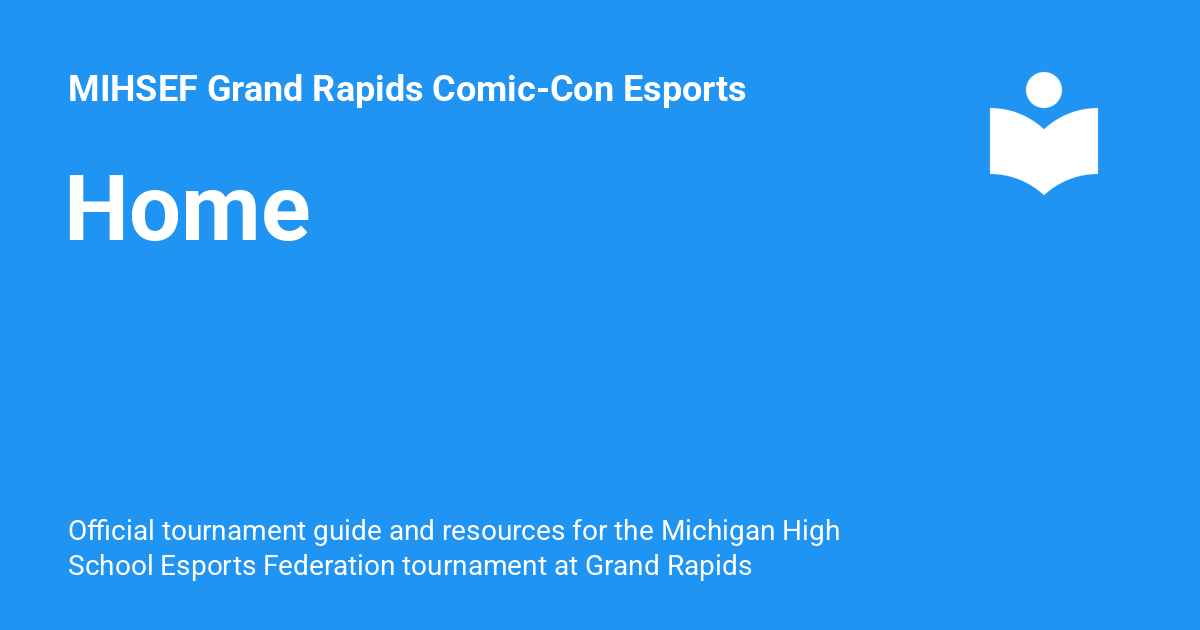 MIHSEF Grand Rapids Comic-Con Esports
Home
Official tournament guide and resources for the Michigan High
School Esports Federation tournament at Grand Rapids